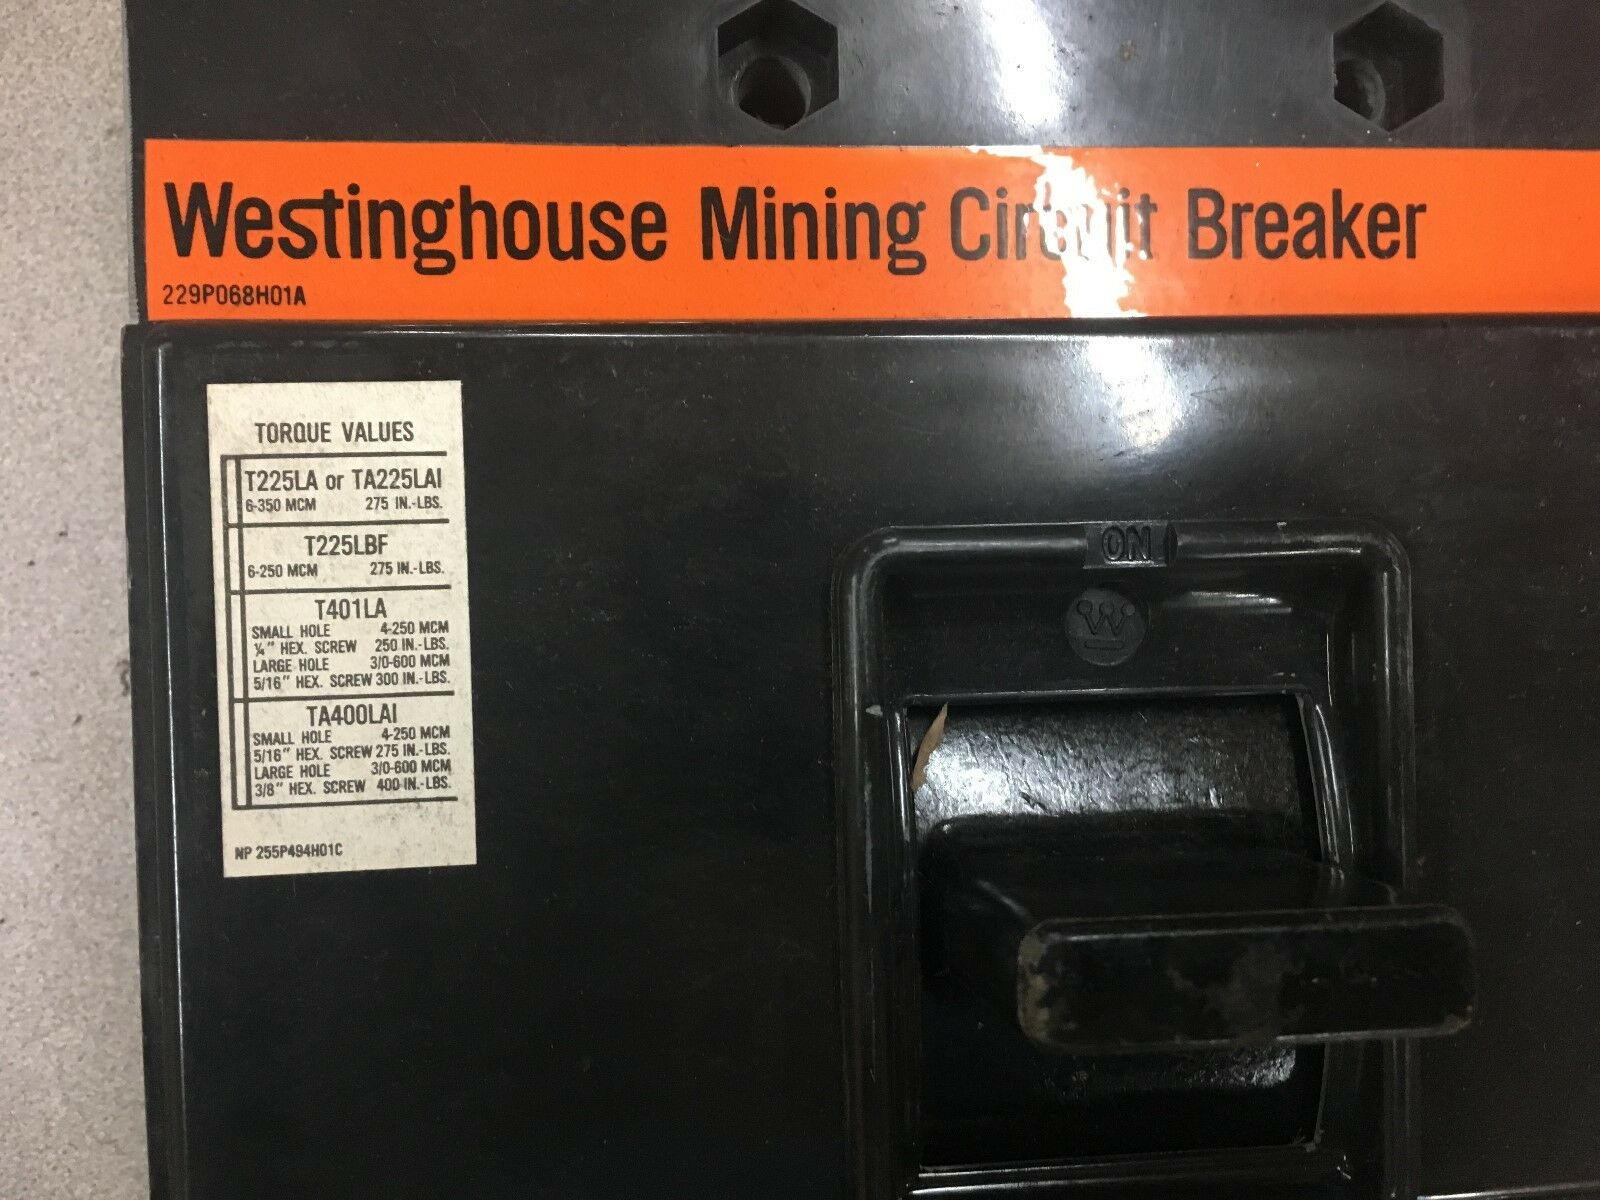 Westinghouse Mining Circuit Breaker
229P068H01A
TORQUE VALUES
T225LA or TA225LAI
6-350 MCM 275 IN.-LBS.
T225LBF
6-250 MCM 275 IN.-LBS.
T401LA
SMALL HOLE 4-250 MCM
¼" HEX. SCREW 250 IN.-LBS.
LARGE HOLE 3/0-600 MCM
5/16" HEX. SCREW 300 IN.-LBS.
TA400LAI
SMALL HOLE 4-250 MCM
5/16" HEX. SCREW 275 IN.-LBS.
LARGE HOLE 3/0-600 MCM
3/8" HEX. SCREW 400 IN.-LBS.
NP 255P494H01C
ON
W